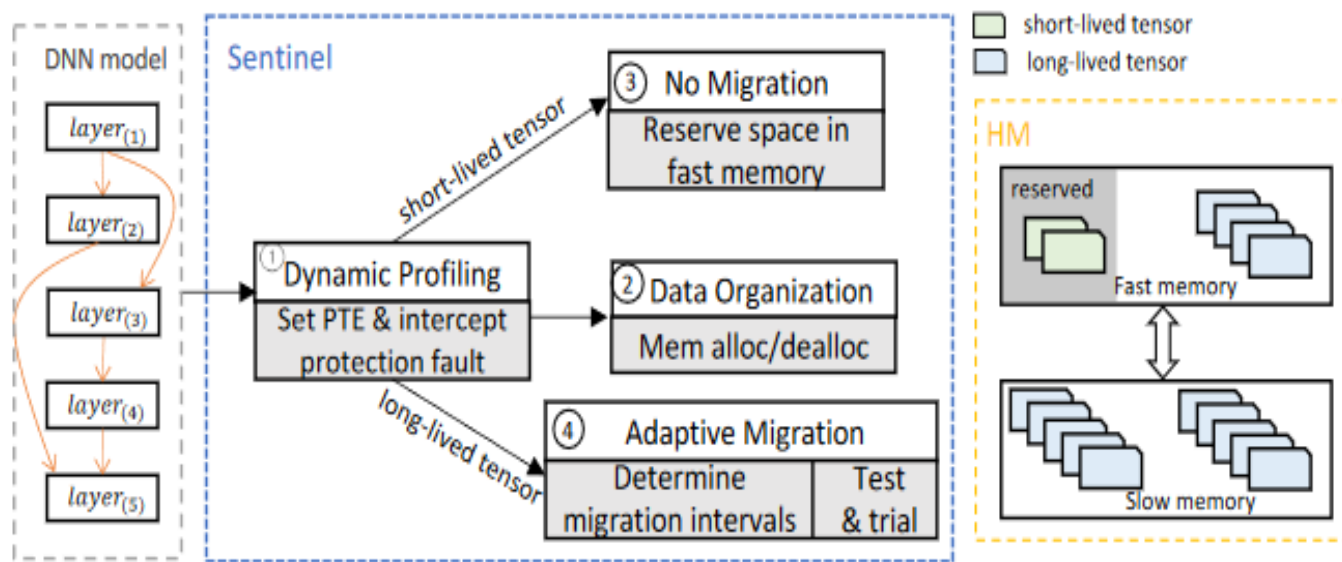 DNN model
layer(1)
layer(2)
layer(3)
layer(4)
layer(5)
Sentinel
1
Dynamic Profiling
Set PTE & intercept
protection fault
short-lived tensor
long-lived tensor
3
No Migration
Reserve space in
fast memory
2
Data Organization
Mem alloc/dealloc
4
Adaptive Migration
Determine
migration intervals
Test
& trial
short-lived tensor
long-lived tensor
HM
reserved
Fast memory
Slow memory